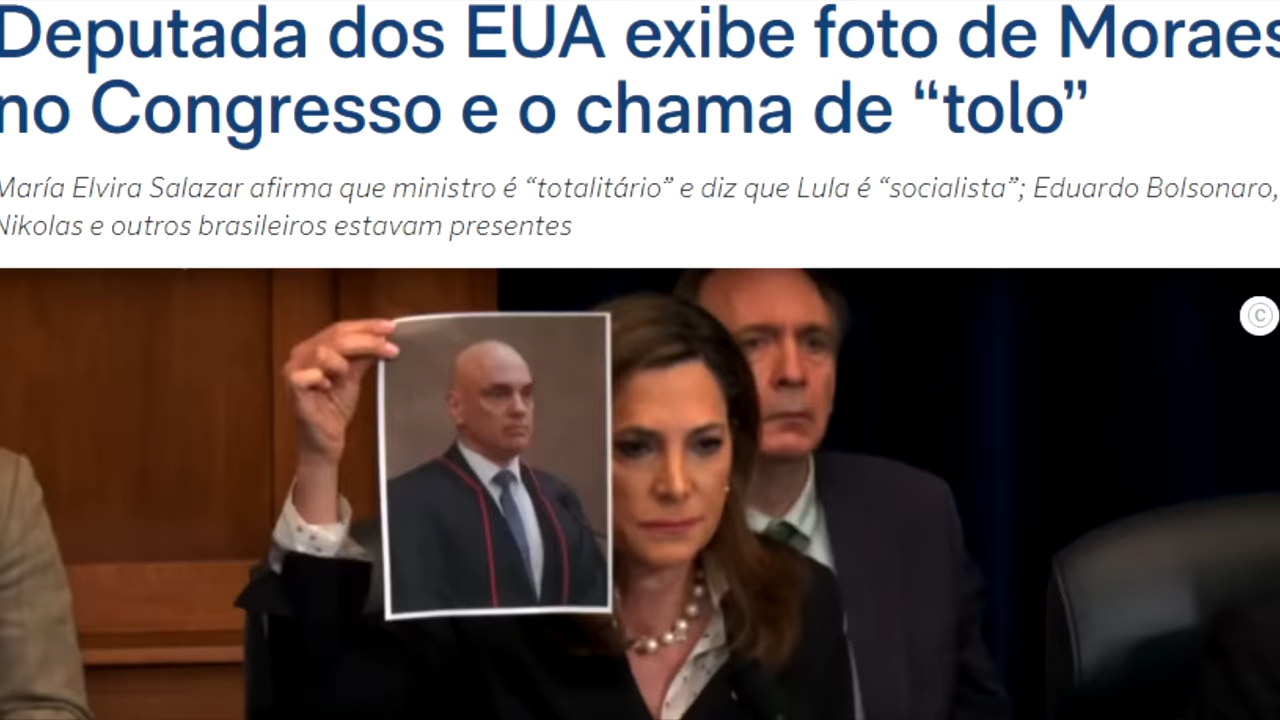 Deputada dos EUA exibe foto de Moraes
no Congresso e o chama de “tolo”
María Elvira Salazar afirma que ministro é “totalitário” e diz que Lula é “socialista”; Eduardo Bolsonaro,
Nikolas e outros brasileiros estavam presentes
©